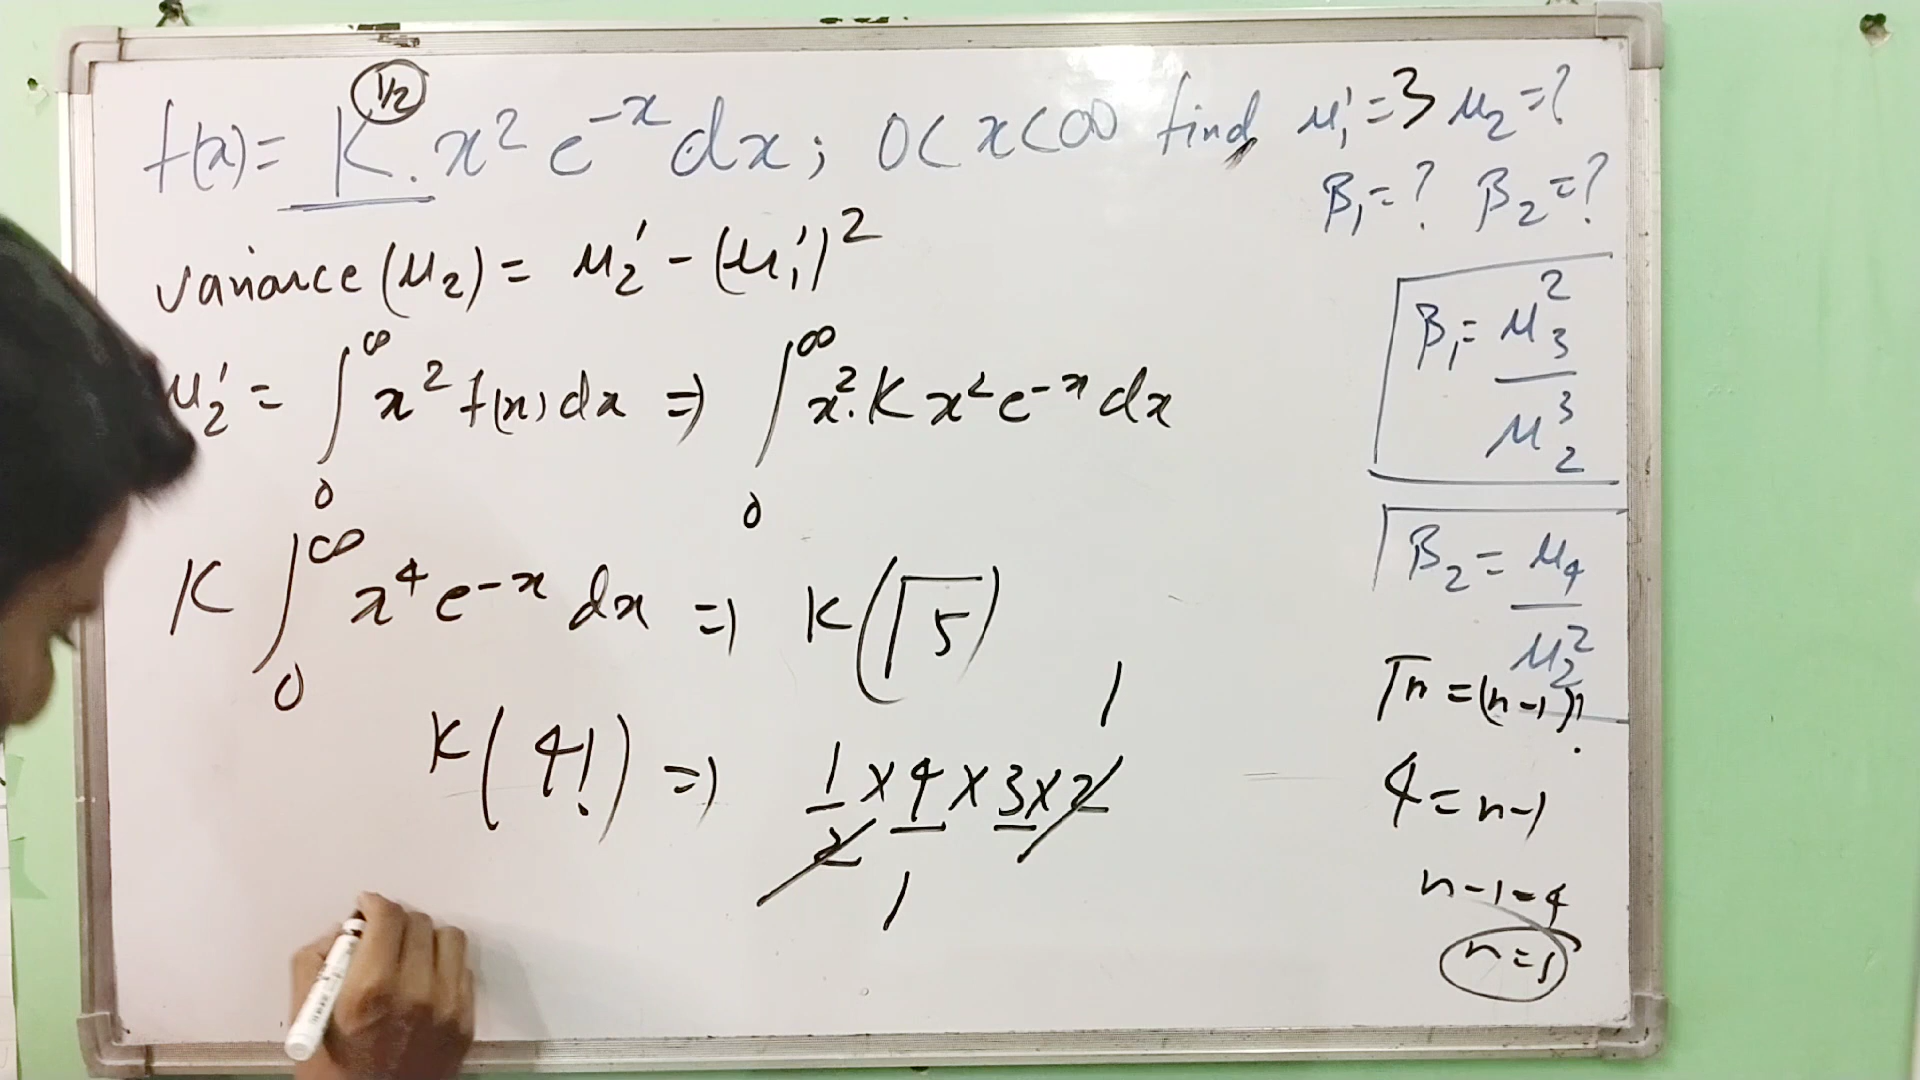 1/2
f(x) = K . x² e⁻ˣ dx ; 0 < x < ∞ find, μ₁' = 3 μ₂ = ?
β₁ = ? β₂ = ?
variance (μ₂) = μ₂' - (μ₁')²
μ₂' = ∫₀^∞ x² f(x) dx ⇒ ∫₀^∞ x² . K x² e⁻ˣ dx
K ∫₀^∞ x⁴ e⁻ˣ dx ⇒ K (Γ5)
K ( 4! ) ⇒ 1/2 × 4 × 3 × 2
1
1
β₁ = μ₃² / μ₂³
β₂ = μ₄ / μ₂²
Γn = (n-1)!
4 = n-1
n-1 = 4
n = 5